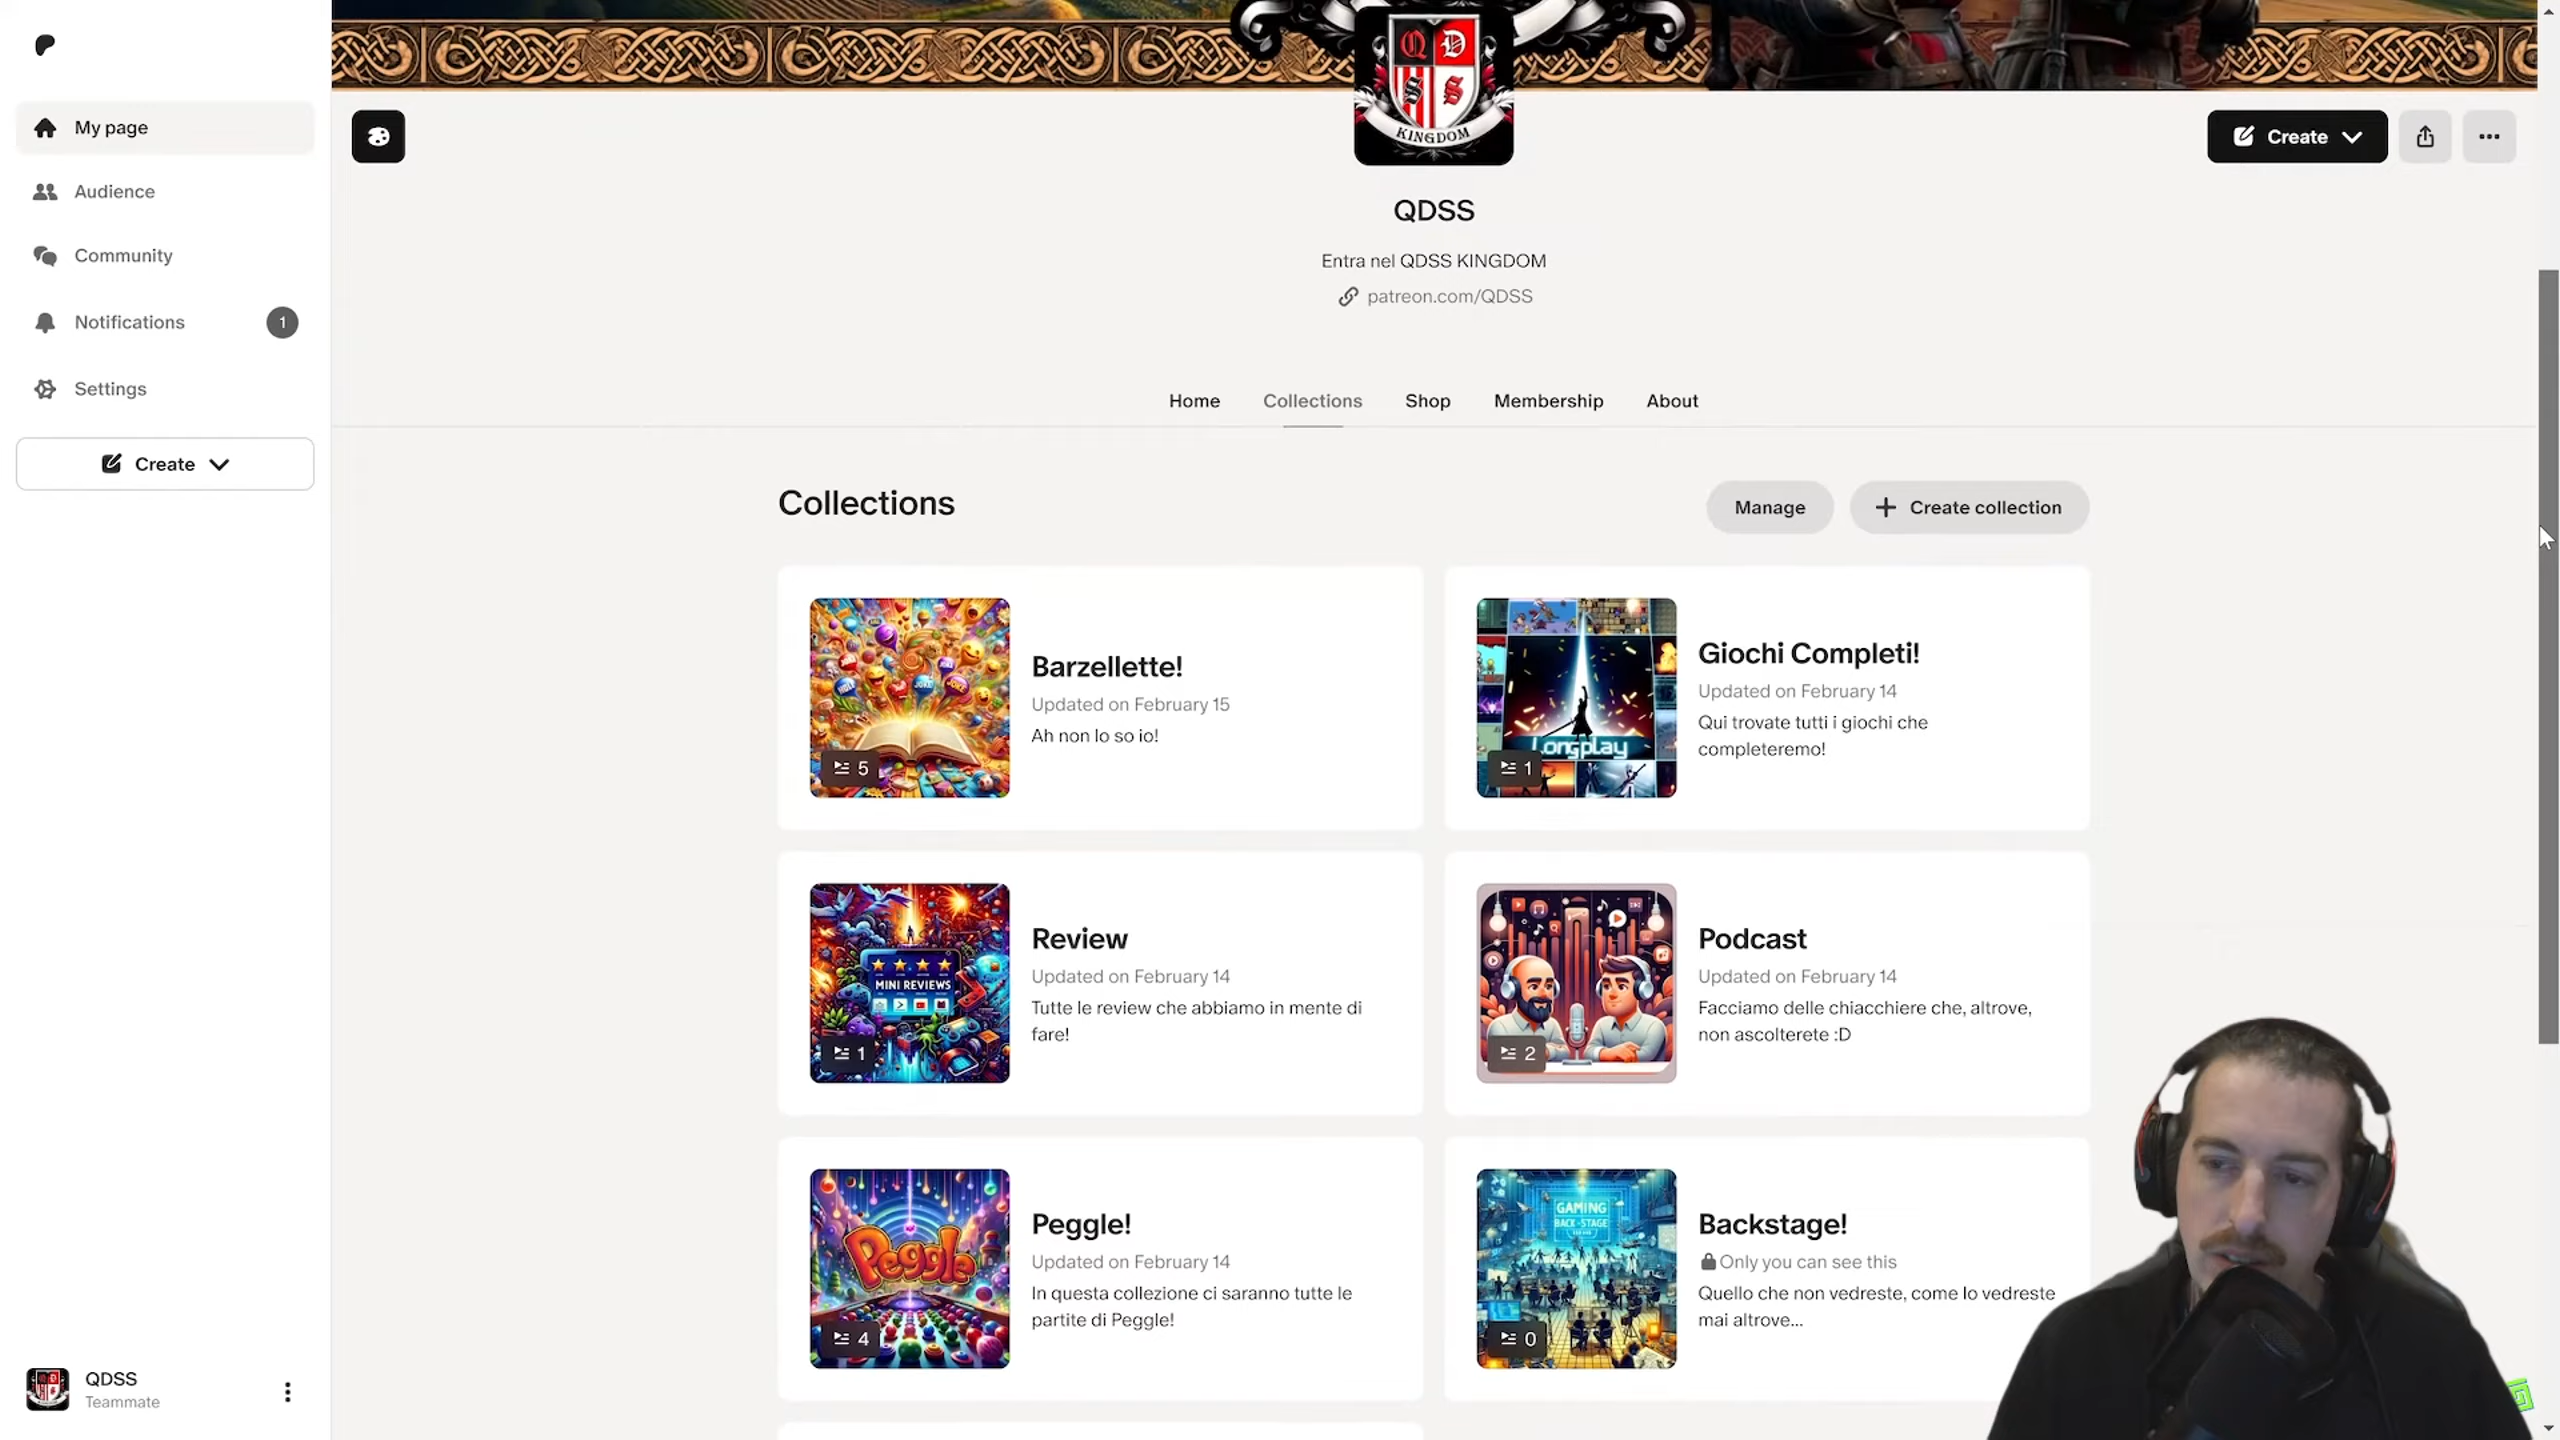 My page
Audience
Community
Notifications
1
Settings
Create
QDSS
Teammate
Q D
S S
KINGDOM
Create
QDSS
Entra nel QDSS KINGDOM
patreon.com/QDSS
Home
Collections
Shop
Membership
About
Collections
Manage
Create collection
5
Barzellette!
Updated on February 15
Ah non lo so io!
Longplay
1
Giochi Completi!
Updated on February 14
Qui trovate tutti i giochi che
completeremo!
MINI REVIEWS
1
Review
Updated on February 14
Tutte le review che abbiamo in mente di
fare!
2
Podcast
Updated on February 14
Facciamo delle chiacchiere che, altrove,
non ascolterete :D
Peggle
4
Peggle!
Updated on February 14
In questa collezione ci saranno tutte le
partite di Peggle!
GAMING
BACK-STAGE
0
Backstage!
Only you can see this
Quello che non vedreste, come lo vedreste
mai altrove...